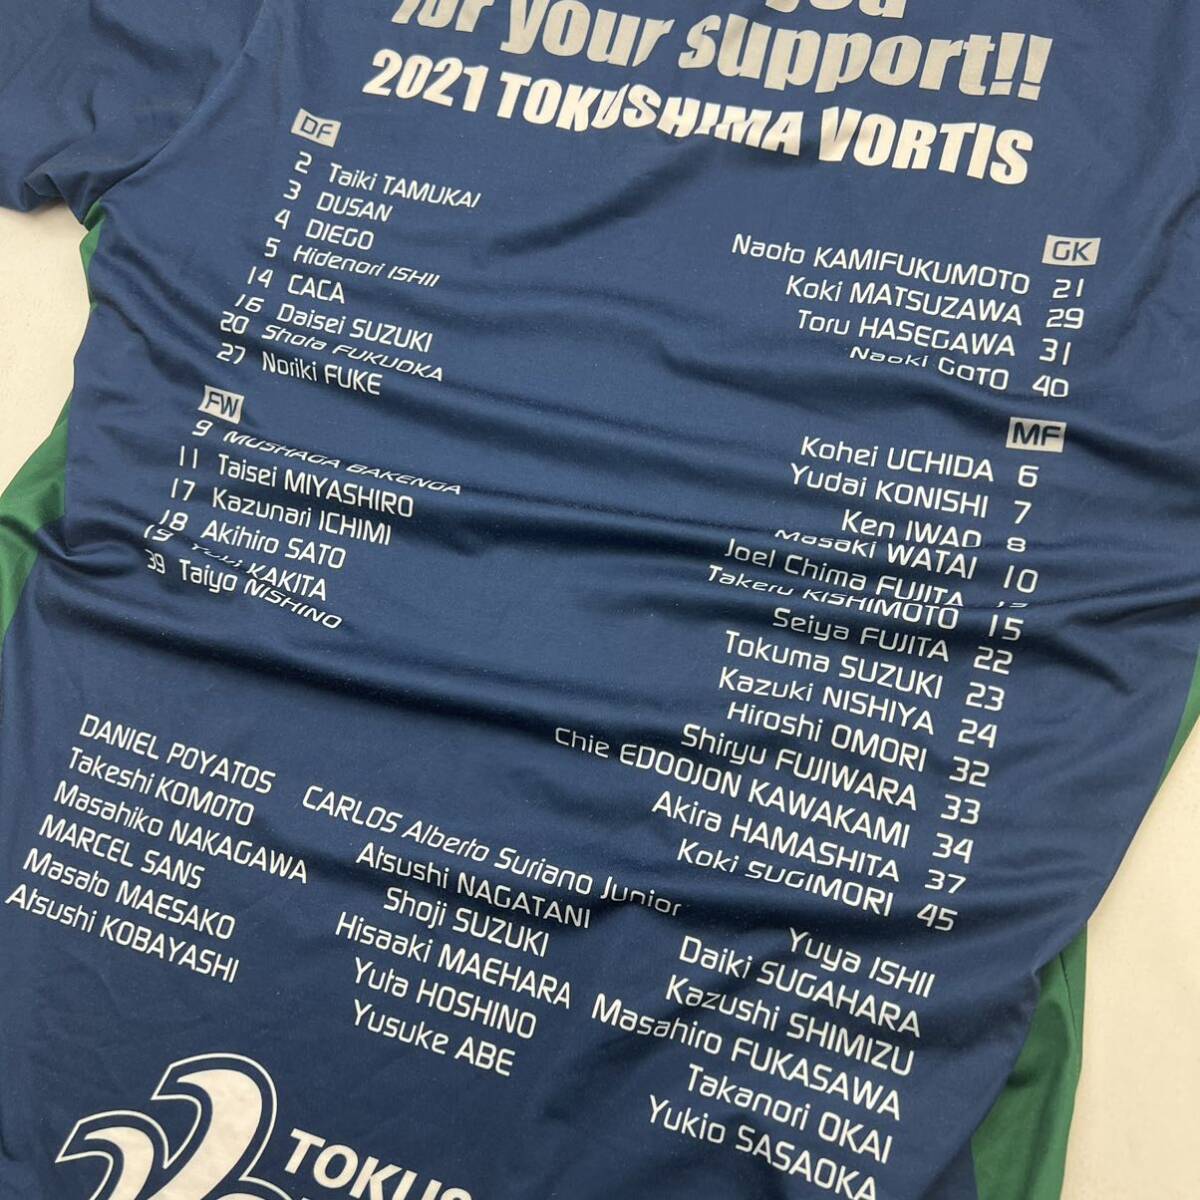 for your support!!
2021 TOKUSHIMA VORTIS
DF
2 Taiki TAMUKAI
3 DUSAN
4 DIEGO
5 Hidenori ISHII
14 CACA
16 Daisei SUZUKI
20 Shota FUKUOKA
27 Noriki FUKE
FW
9 MUSHAGA BAKENGA
11 Taisei MIYASHIRO
17 Kazunari ICHIMI
18 Akihiro SATO
19 KAKITA
39 Taiyo NISHINO
GK
Naoto KAMIFUKUMOTO 21
Koki MATSUZAWA 29
Toru HASEGAWA 31
Naoki GOTO 40
MF
Kohei UCHIDA 6
Yudai KONISHI 7
Ken IWAO 8
Masaki WATAI 10
Joel Chima FUJITA
Takeru KISHIMOTO 15
Seiya FUJITA 22
Tokuma SUZUKI 23
Kazuki NISHIYA 24
Hiroshi OMORI 32
Shiryu FUJIWARA 33
Chie EDOOJON KAWAKAMI 34
Akira HAMASHITA 37
Koki SUGIMORI 45
DANIEL POYATOS
Takeshi KOMOTO
Masahiko NAKAGAWA
MARCEL SANS
Masato MAESAKO
Atsushi KOBAYASHI
CARLOS Alberto Suriano Junior
Atsushi NAGATANI
Shoji SUZUKI
Hisaaki MAEHARA
Yuta HOSHINO
Yusuke ABE
Yuya ISHII
Daiki SUGAHARA
Kazushi SHIMIZU
Masahiro FUKASAWA
Takanori OKAI
Yukio SASAOKA